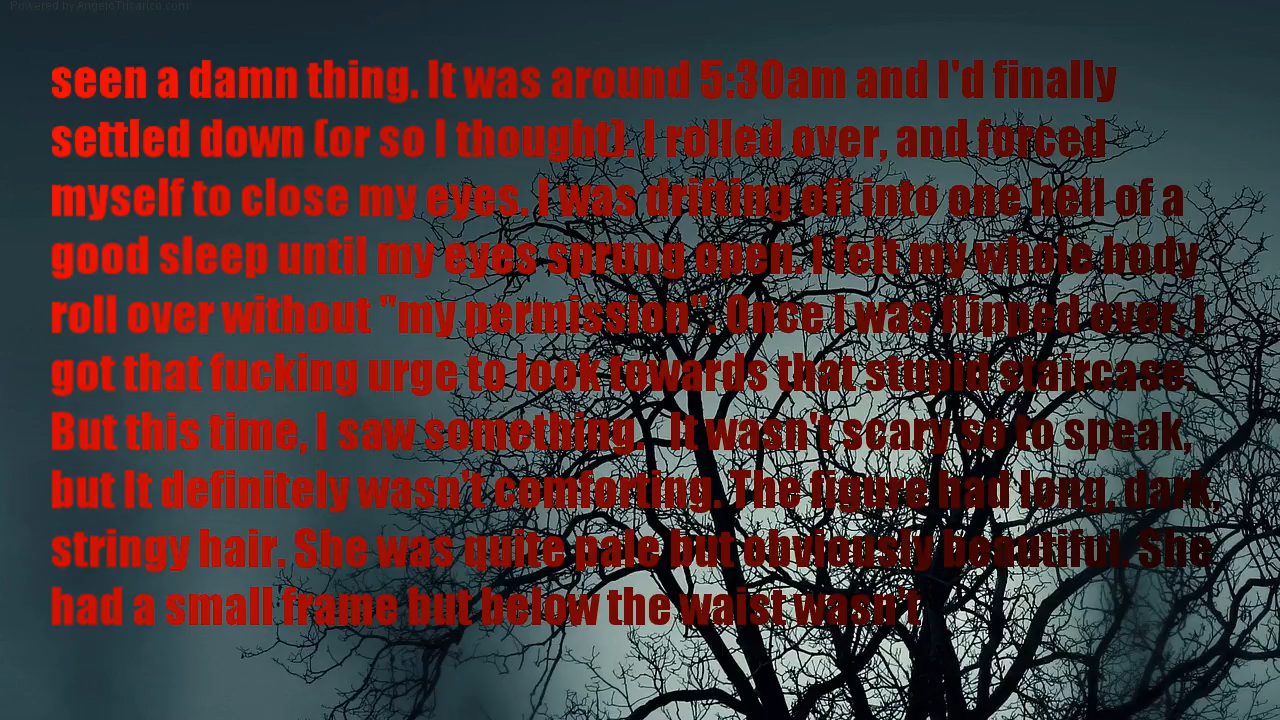 Powered by AngeloTricarico.com
seen a damn thing. It was around 5:30am and I'd finally
settled down (or so I thought). I rolled over, and forced
myself to close my eyes. I was drifting off into one hell of a
good sleep until my eyes sprung open. I felt my whole body
roll over without "my permission". Once I was flipped over, I
got that fucking urge to look towards that stupid staircase.
But this time, I saw something.   It wasn't scary so to speak,
but It definitely wasn't comforting. The figure had long, dark,
stringy hair. She was quite pale but obviously beautiful. She
had a small frame but below the waist wasn't